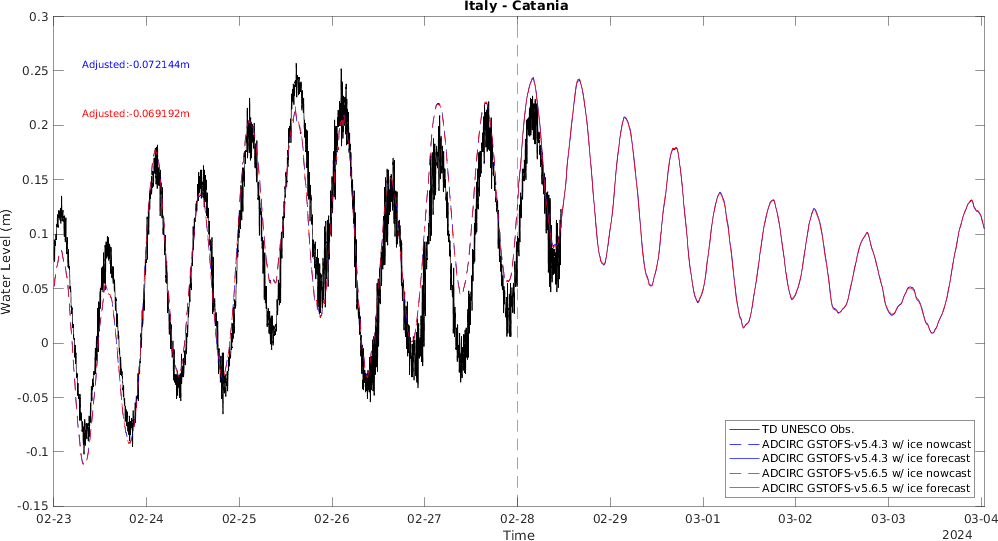 Italy - Catania
Water Level (m)
0.3
0.25
0.2
0.15
0.1
0.05
0
-0.05
-0.1
-0.15
Adjusted:-0.072144m
Adjusted:-0.069192m
TD UNESCO Obs.
ADCIRC GSTOFS-v5.4.3 w/ ice nowcast
ADCIRC GSTOFS-v5.4.3 w/ ice forecast
ADCIRC GSTOFS-v5.6.5 w/ ice nowcast
ADCIRC GSTOFS-v5.6.5 w/ ice forecast
02-23 02-24 02-25 02-26 02-27 02-28 02-29 03-01 03-02 03-03 03-04
Time
2024